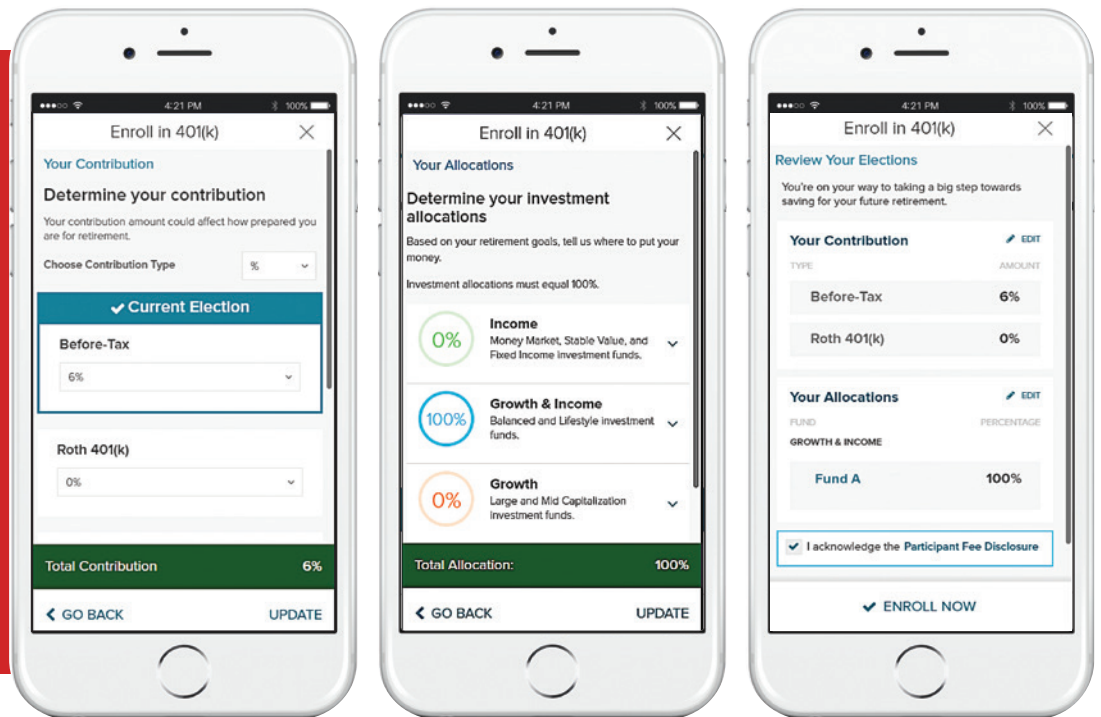 4:21 PM
100%
Enroll in 401(k)
Your Contribution
Determine your contribution
Your contribution amount could affect how prepared you
are for retirement.
Choose Contribution Type
%
Current Election
Before-Tax
6%
Roth 401(k)
0%
Total Contribution 6%
GO BACK UPDATE
4:21 PM
100%
Enroll in 401(k)
Your Allocations
Determine your investment
allocations
Based on your retirement goals, tell us where to put your
money.
Investment allocations must equal 100%.
0%
Income
Money Market, Stable Value, and
Fixed Income investment funds.
100%
Growth & Income
Balanced and Lifestyle investment
funds.
0%
Growth
Large and Mid Capitalization
investment funds.
Total Allocation: 100%
GO BACK UPDATE
4:21 PM
100%
Enroll in 401(k)
Review Your Elections
You're on your way to taking a big step towards
saving for your future retirement.
Your Contribution EDIT
TYPE AMOUNT
Before-Tax 6%
Roth 401(k) 0%
Your Allocations EDIT
FUND PERCENTAGE
GROWTH & INCOME
Fund A 100%
I acknowledge the Participant Fee Disclosure
ENROLL NOW